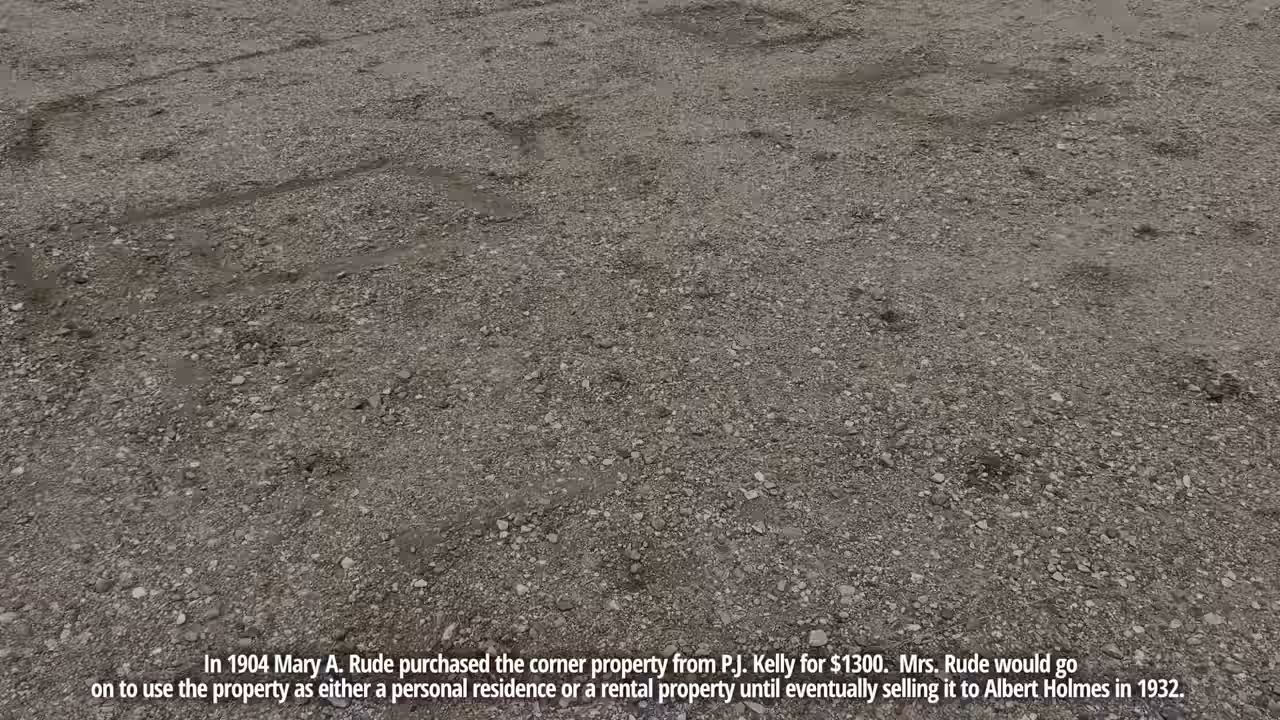 In 1904 Mary A. Rude purchased the corner property from P.J. Kelly for $1300.  Mrs. Rude would go
on to use the property as either a personal residence or a rental property until eventually selling it to Albert Holmes in 1932.